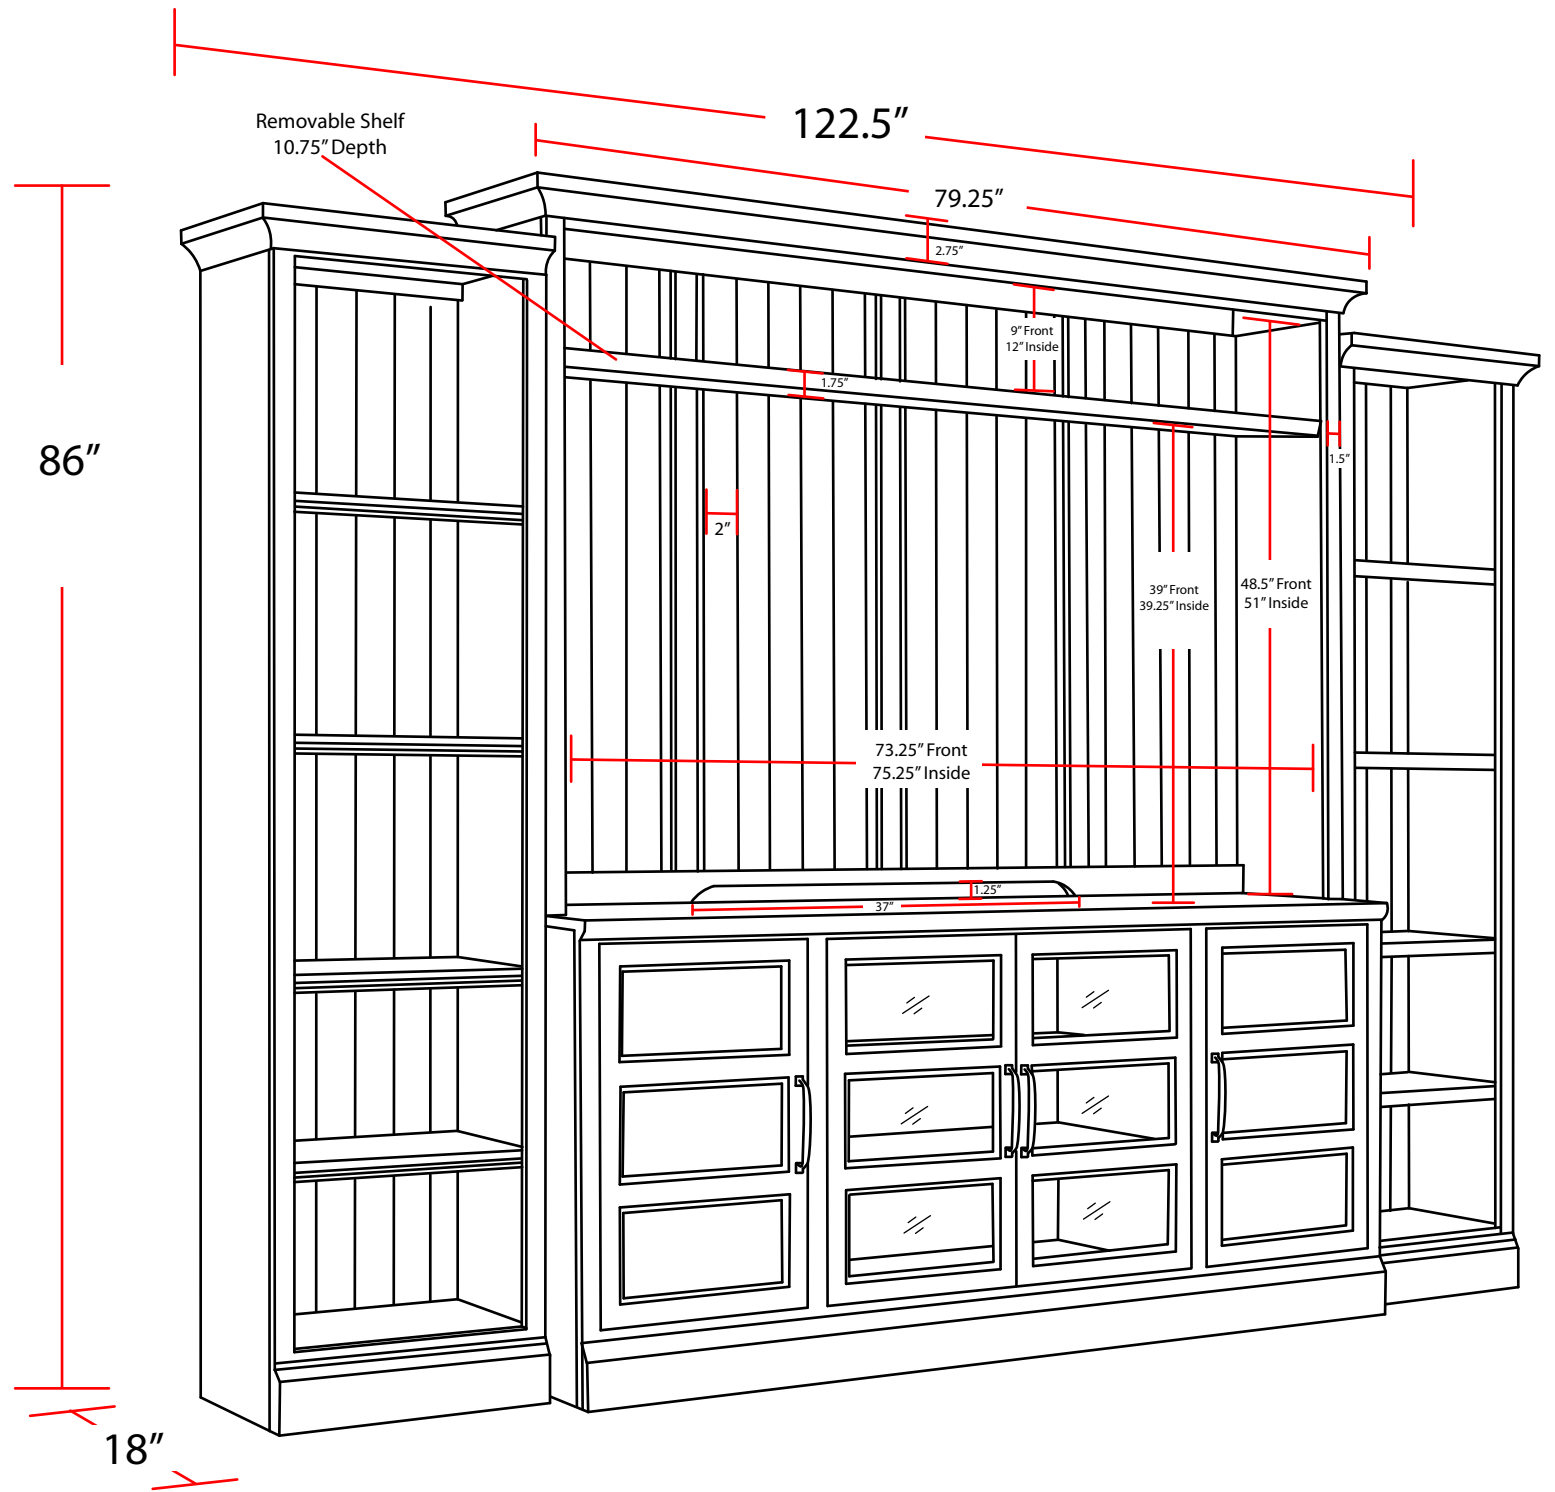 122.5”
Removable Shelf
10.75” Depth
79.25”
2.75”
9” Front
12” Inside
1.75”
86”
1.5”
2”
39” Front
39.25” Inside
48.5” Front
51” Inside
73.25” Front
75.25” Inside
1.25”
37”
18”